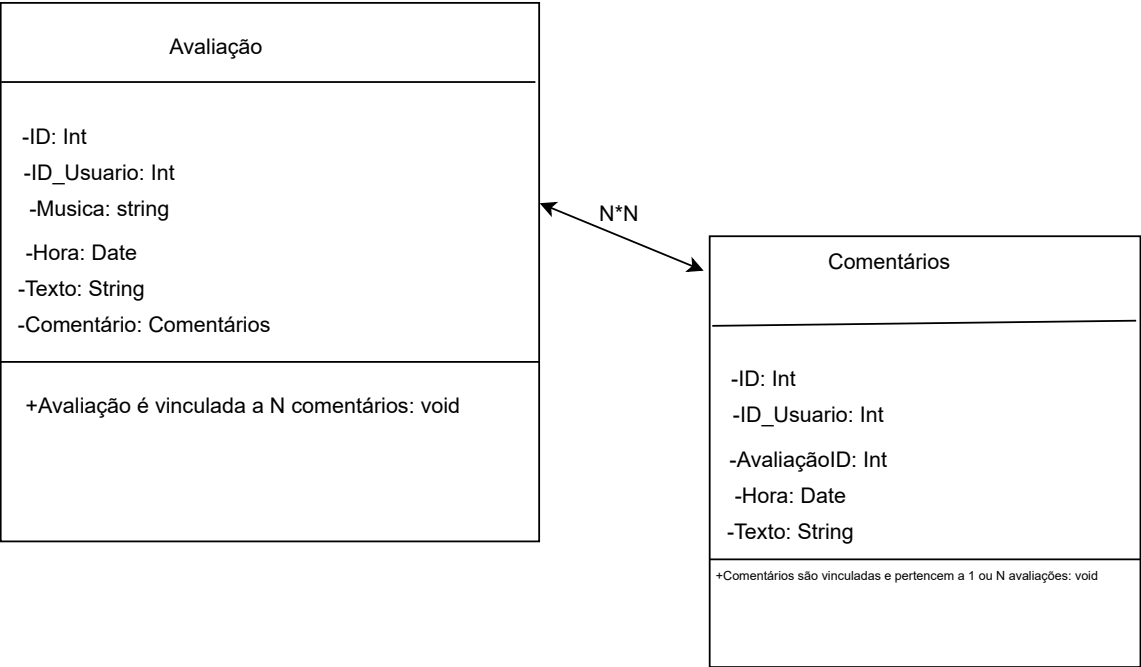 Avaliação
-ID: Int
-ID_Usuario: Int
-Musica: string
-Hora: Date
-Texto: String
-Comentário: Comentários
+Avaliação é vinculada a N comentários: void
N*N
Comentários
-ID: Int
-ID_Usuario: Int
-AvaliaçãoID: Int
-Hora: Date
-Texto: String
+Comentários são vinculadas e pertencem a 1 ou N avaliações: void